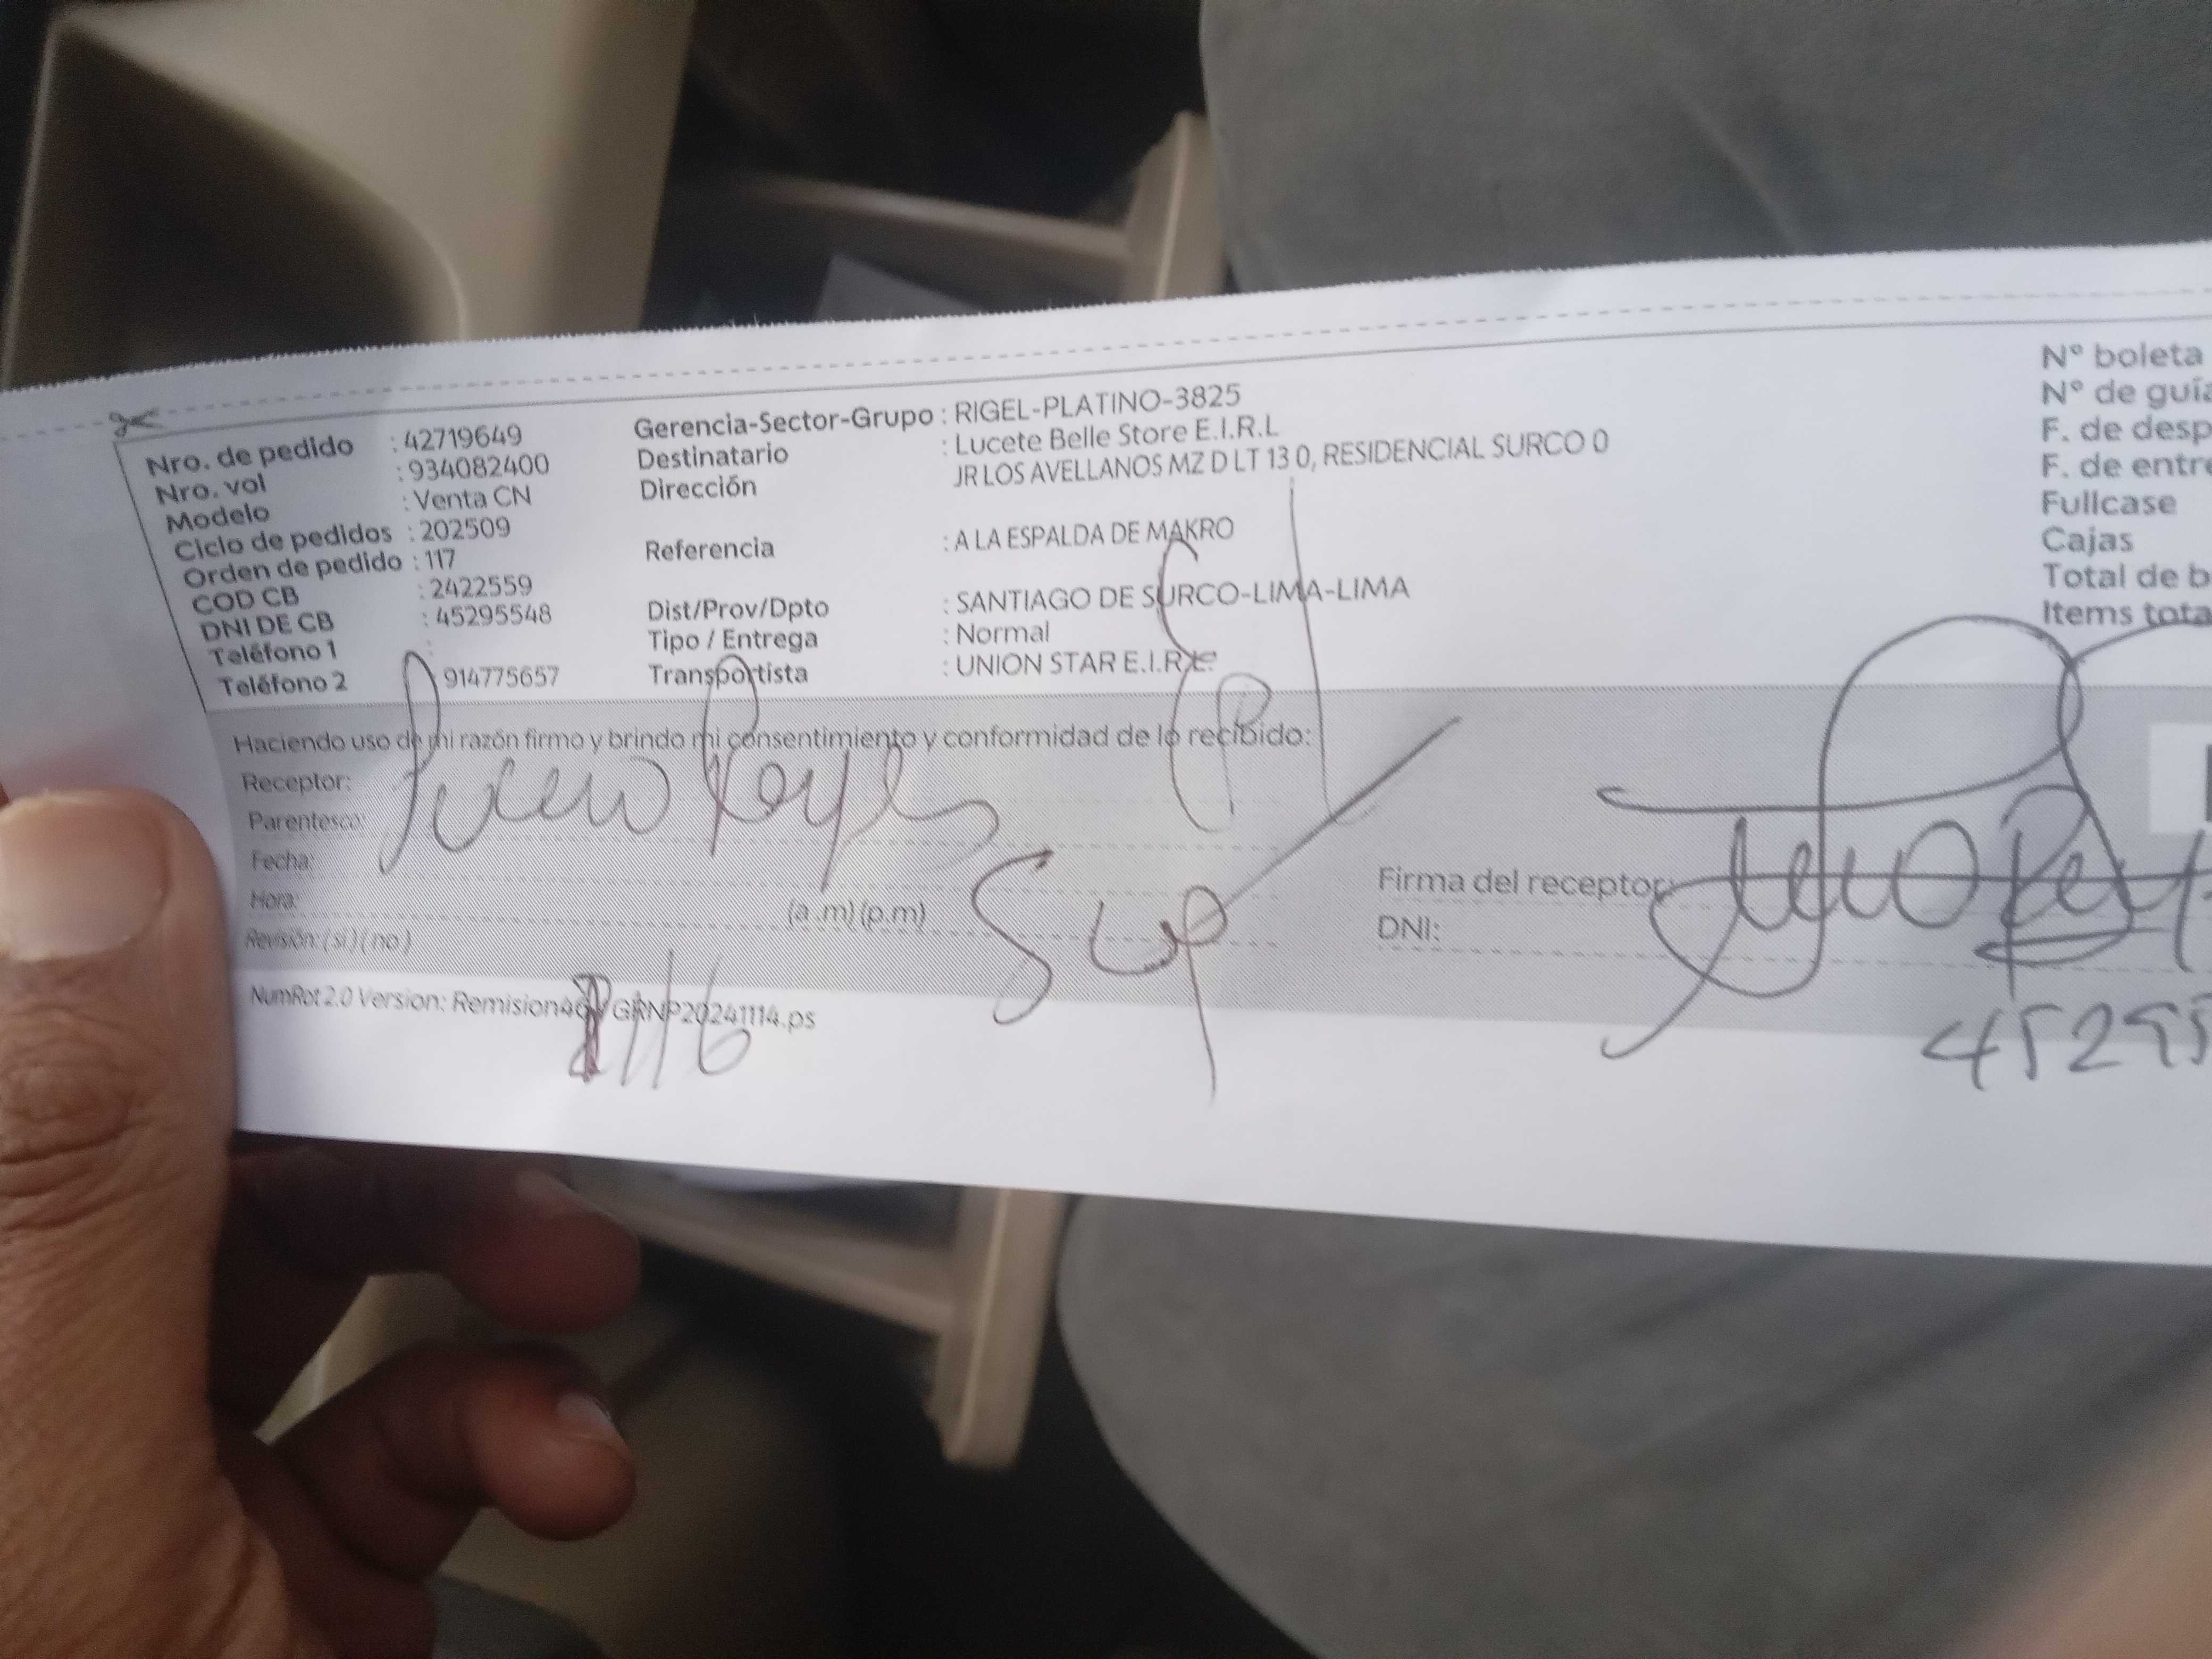 Nro. de pedido : 42719649
Nro. vol : 934082400
Modelo : Venta CN
Ciclo de pedidos : 202509
Orden de pedido : 117
COD CB : 2422559
DNI DE CB : 45295548
Teléfono 1 :
Teléfono 2 : 914775657
Gerencia-Sector-Grupo : RIGEL-PLATINO-3825
Destinatario : Lucete Belle Store E.I.R.L
Dirección JR LOS AVELLANOS MZ D LT 13 0, RESIDENCIAL SURCO 0
Referencia : A LA ESPALDA DE MAKRO
Dist/Prov/Dpto : SANTIAGO DE SURCO-LIMA-LIMA
Tipo / Entrega : Normal
Transportista : UNION STAR E.I.R.L.
N° boleta
N° de guía
F. de desp
F. de entre
Fullcase
Cajas
Total de b
Items tota
Haciendo uso de mi razón firmo y brindo mi consentimiento y conformidad de lo recibido:
Receptor:
Parentesco: Reyes
Fecha:
Hora: (a.m) (p.m)
Revisión: (si) (no)
Firma del receptor:
DNI: 45295
NumRot 2.0 Version: GRNP20241114.ps